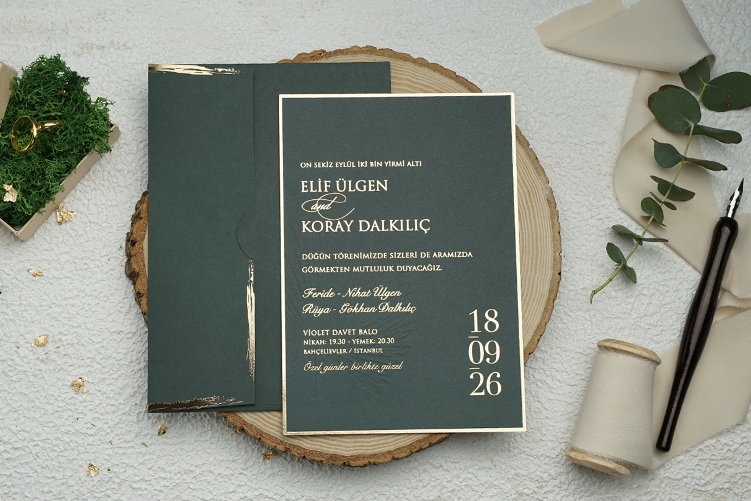 ON SEKİZ EYLÜL İKİ BİN YİRMİ ALTI
ELİF ÜLGEN
and
KORAY DALKILIÇ
DÜĞÜN TÖRENİMİZDE SİZLERİ DE ARAMIZDA
GÖRMEKTEN MUTLULUK DUYACAĞIZ.
Feride - Nihat Ülgen
Rüya - Gökhan Dalkılıç
VİOLET DAVET BALO
NİKAH: 19.30 - YEMEK: 20.30
BAHÇELİEVLER / İSTANBUL
Özel günler birlikte güzel
18
09
26